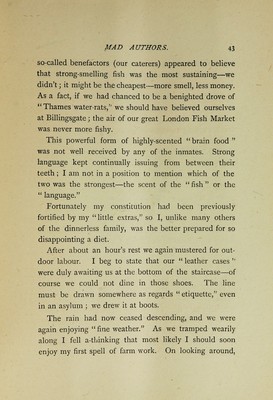 MAD AUTHORS. 43
so-called benefactors (our caterers) appeared to believe
that strong-smelling fish was the most sustaining—we
didn't; it might be the cheapest—more smell, less money.
As a fact, if we had chanced to be a benighted drove of
"Thames water-rats," we should have believed ourselves
at Billingsgate; the air of our great London Fish Market
was never more fishy.
This powerful form of highly-scented "brain food"
was not well received by any of the inmates. Strong
language kept continually issuing from between their
teeth; I am not in a position to mention which of the
two was the strongest—the scent of the "fish" or the
"language."
Fortunately my constitution had been previously
fortified by my "little extras," so I, unlike many others
of the dinnerless family, was the better prepared for so
disappointing a diet.
After about an hour's rest we again mustered for out-
door labour. I beg to state that our "leather cases"
were duly awaiting us at the bottom of the staircase—of
course we could not dine in those shoes. The line
must be drawn somewhere as regards "etiquette," even
in an asylum; we drew it at boots.
The rain had now ceased descending, and we were
again enjoying "fine weather." As we tramped wearily
along I fell a-thinking that most likely I should soon
enjoy my first spell of farm work. On looking around,